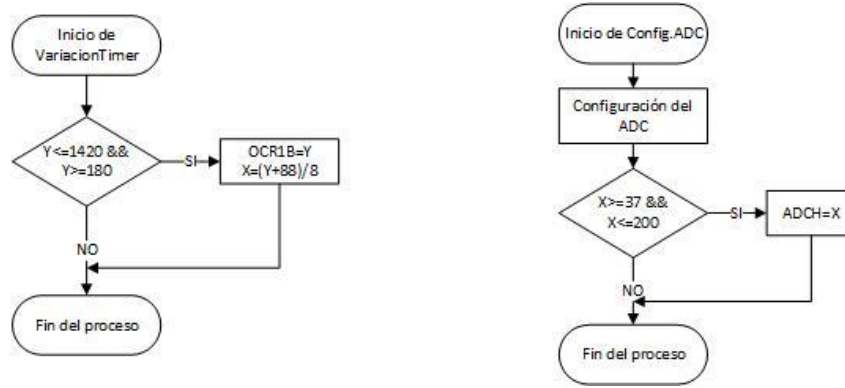 Inicio de
VariacionTimer
Y<=1420 &&
Y>=180
SI
OCR1B=Y
X=(Y+88)/8
NO
Fin del proceso
Inicio de Config.ADC
Configuración del
ADC
X>=37 &&
X<=200
SI
ADCH=X
NO
Fin del proceso